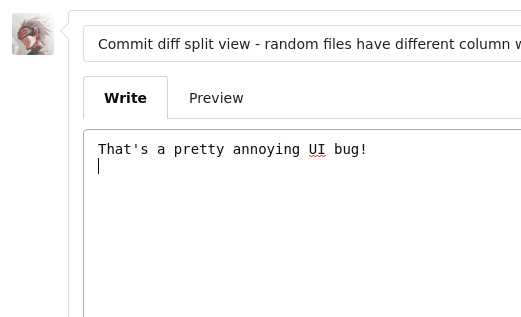 Commit diff split view - random files have different column
Write Preview
That's a pretty annoying UI bug!